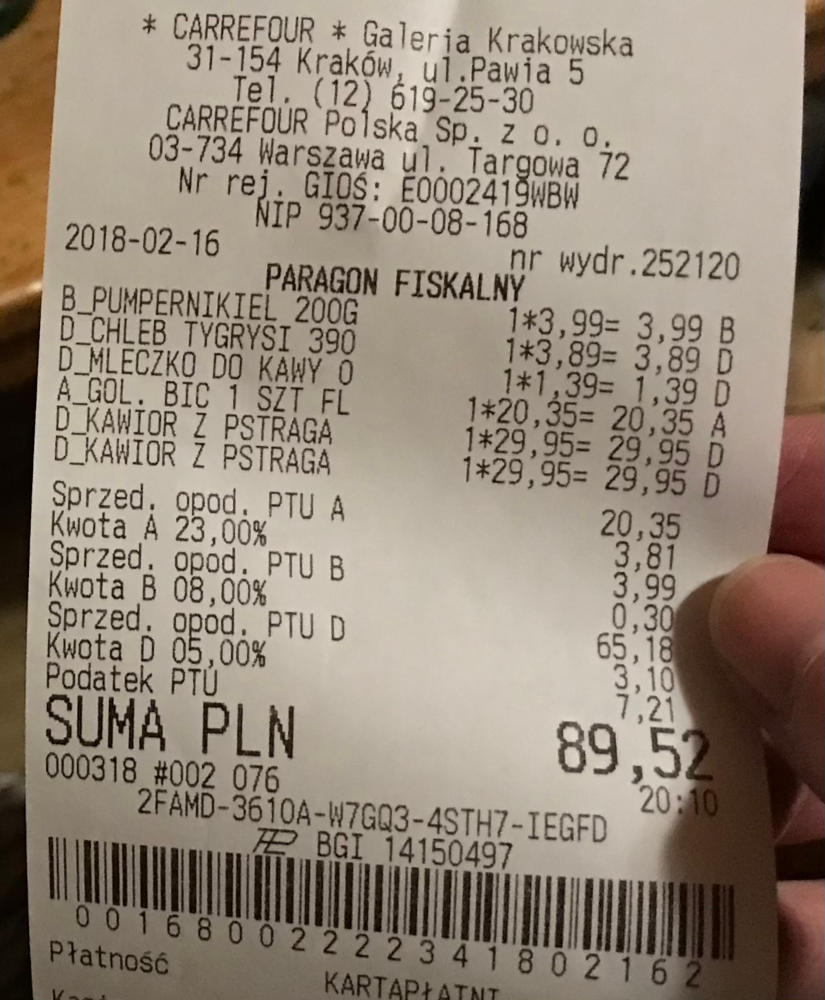 * CARREFOUR * Galeria Krakowska
31-154 Kraków, ul.Pawia 5
Tel. (12) 619-25-30
CARREFOUR Polska Sp. z o. o.
03-734 Warszawa ul. Targowa 72
Nr rej. GIOŚ: E0002419WBW
NIP 937-00-08-168
2018-02-16 nr wydr.252120
PARAGON FISKALNY
B_PUMPERNIKIEL 200G 1*3,99= 3,99 B
D_CHLEB TYGRYSI 390 1*3,89= 3,89 D
D_MLECZKO DO KAWY O 1*1,39= 1,39 D
A_GOL. BIC 1 SZT FL 1*20,35= 20,35 A
D_KAWIOR Z PSTRAGA 1*29,95= 29,95 D
D_KAWIOR Z PSTRAGA 1*29,95= 29,95 D
Sprzed. opod. PTU A 20,35
Kwota A 23,00% 3,81
Sprzed. opod. PTU B 3,99
Kwota B 08,00% 0,30
Sprzed. opod. PTU D 65,18
Kwota D 05,00% 3,10
Podatek PTU 7,21
SUMA PLN 89,52
000318 #002 076 20:10
2FAMD-3610A-W7GQ3-4STH7-IEGFD
BGI 14150497
00168002222341802162
Płatność
KARTAPŁATNI